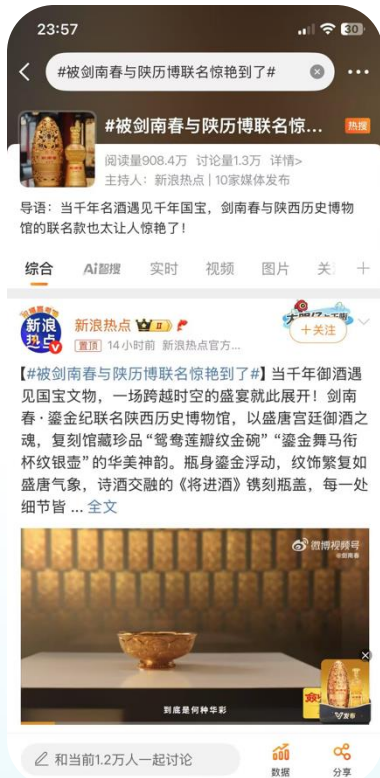 23:57
30
#被剑南春与陕历博联名惊艳到了#
#被剑南春与陕历博联名惊...
热搜
阅读量908.4万 讨论量1.3万 详情>
主持人：新浪热点 | 10家媒体发布
导语：当千年名酒遇见千年国宝，剑南春与陕西历史博物
馆的联名款也太让人惊艳了！
综合 Ai智搜 实时 视频 图片 关
新浪热点
新浪
热点
+关注
置顶 14小时前 新浪热点官方...
【#被剑南春与陕历博联名惊艳到了#】当千年御酒遇
见国宝文物，一场跨越时空的盛宴就此展开！剑南
春·鎏金纪联名陕西历史博物馆，以盛唐宫廷御酒之
魂，复刻馆藏珍品“鸳鸯莲瓣纹金碗”“鎏金舞马衔
杯纹银壶”的华美神韵。瓶身鎏金浮动，纹饰繁复如
盛唐气象，诗酒交融的《将进酒》镌刻瓶盖，每一处
细节皆 ... 全文
微博视频号
@剑南春
到底是何种华彩
发布
和当前1.2万人一起讨论
数据
分享